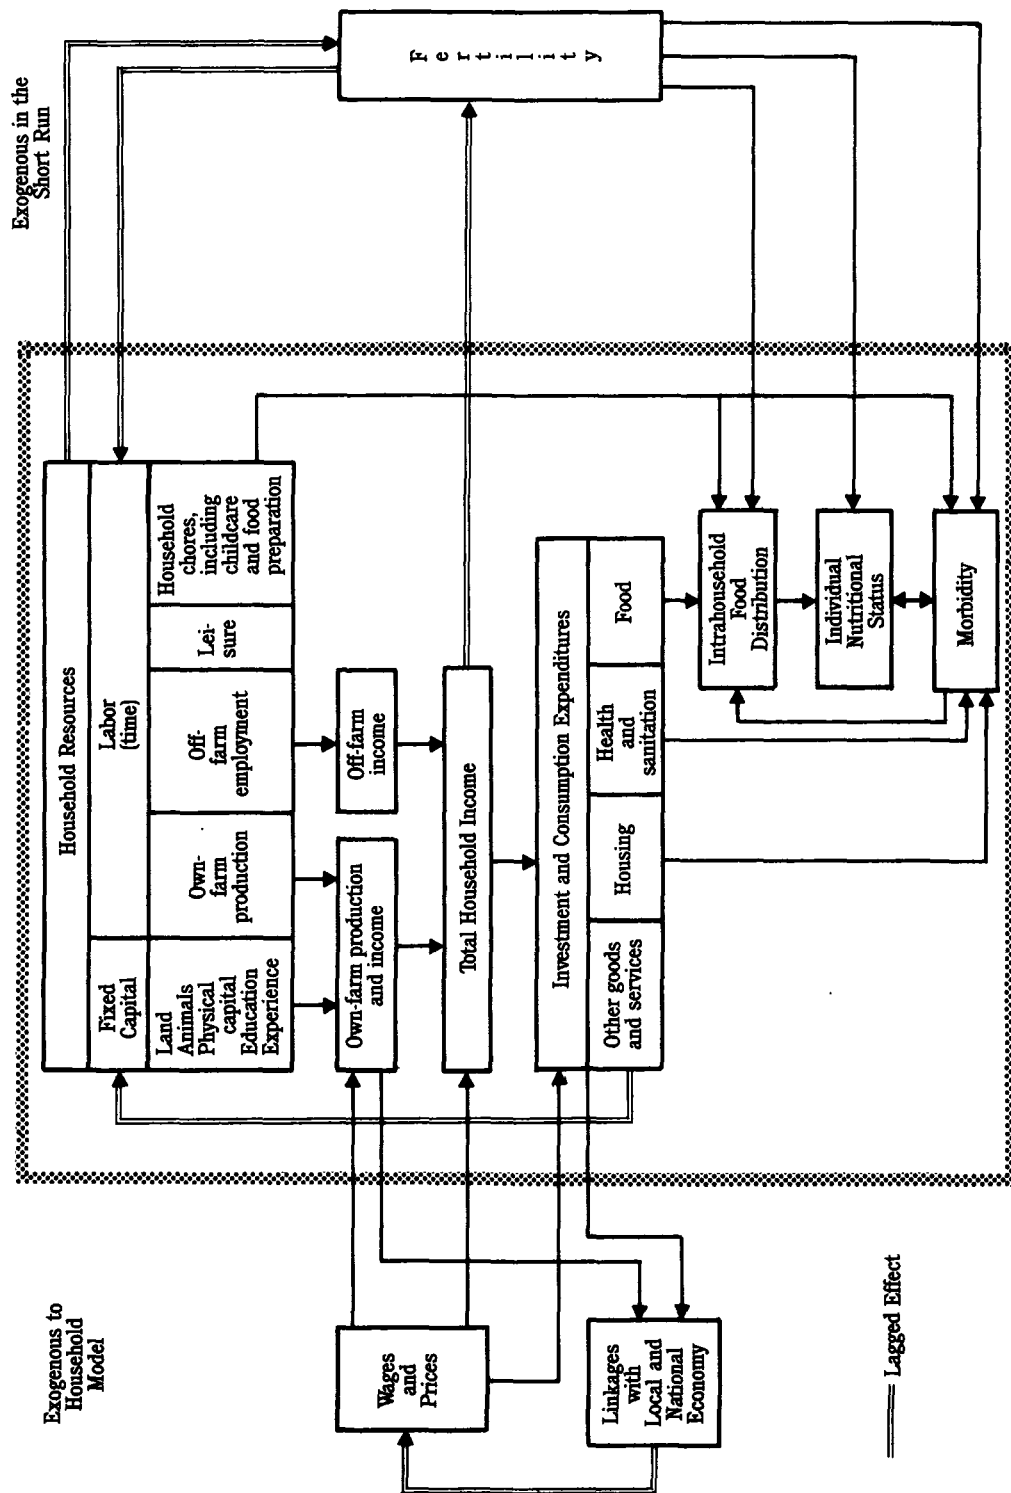 Exogenous to
Household
Model
Exogenous in the
Short Run
Household Resources
Fixed
Capital
Labor
(time)
Land
Animals
Physical
capital
Education
Experience
Own-
farm
production
Off-
farm
employment
Lei-
sure
Household
chores,
including
childcare
and food
preparation
Wages
and
Prices
Own-farm production
and income
Off-farm
income
F
e
r
t
i
l
i
t
y
Total Household Income
Investment and Consumption Expenditures
Other goods
and services
Housing
Health
and
sanitation
Food
Linkages
with
Local and
National
Economy
Intrahousehold
Food
Distribution
Individual
Nutritional
Status
Morbidity
Lagged Effect